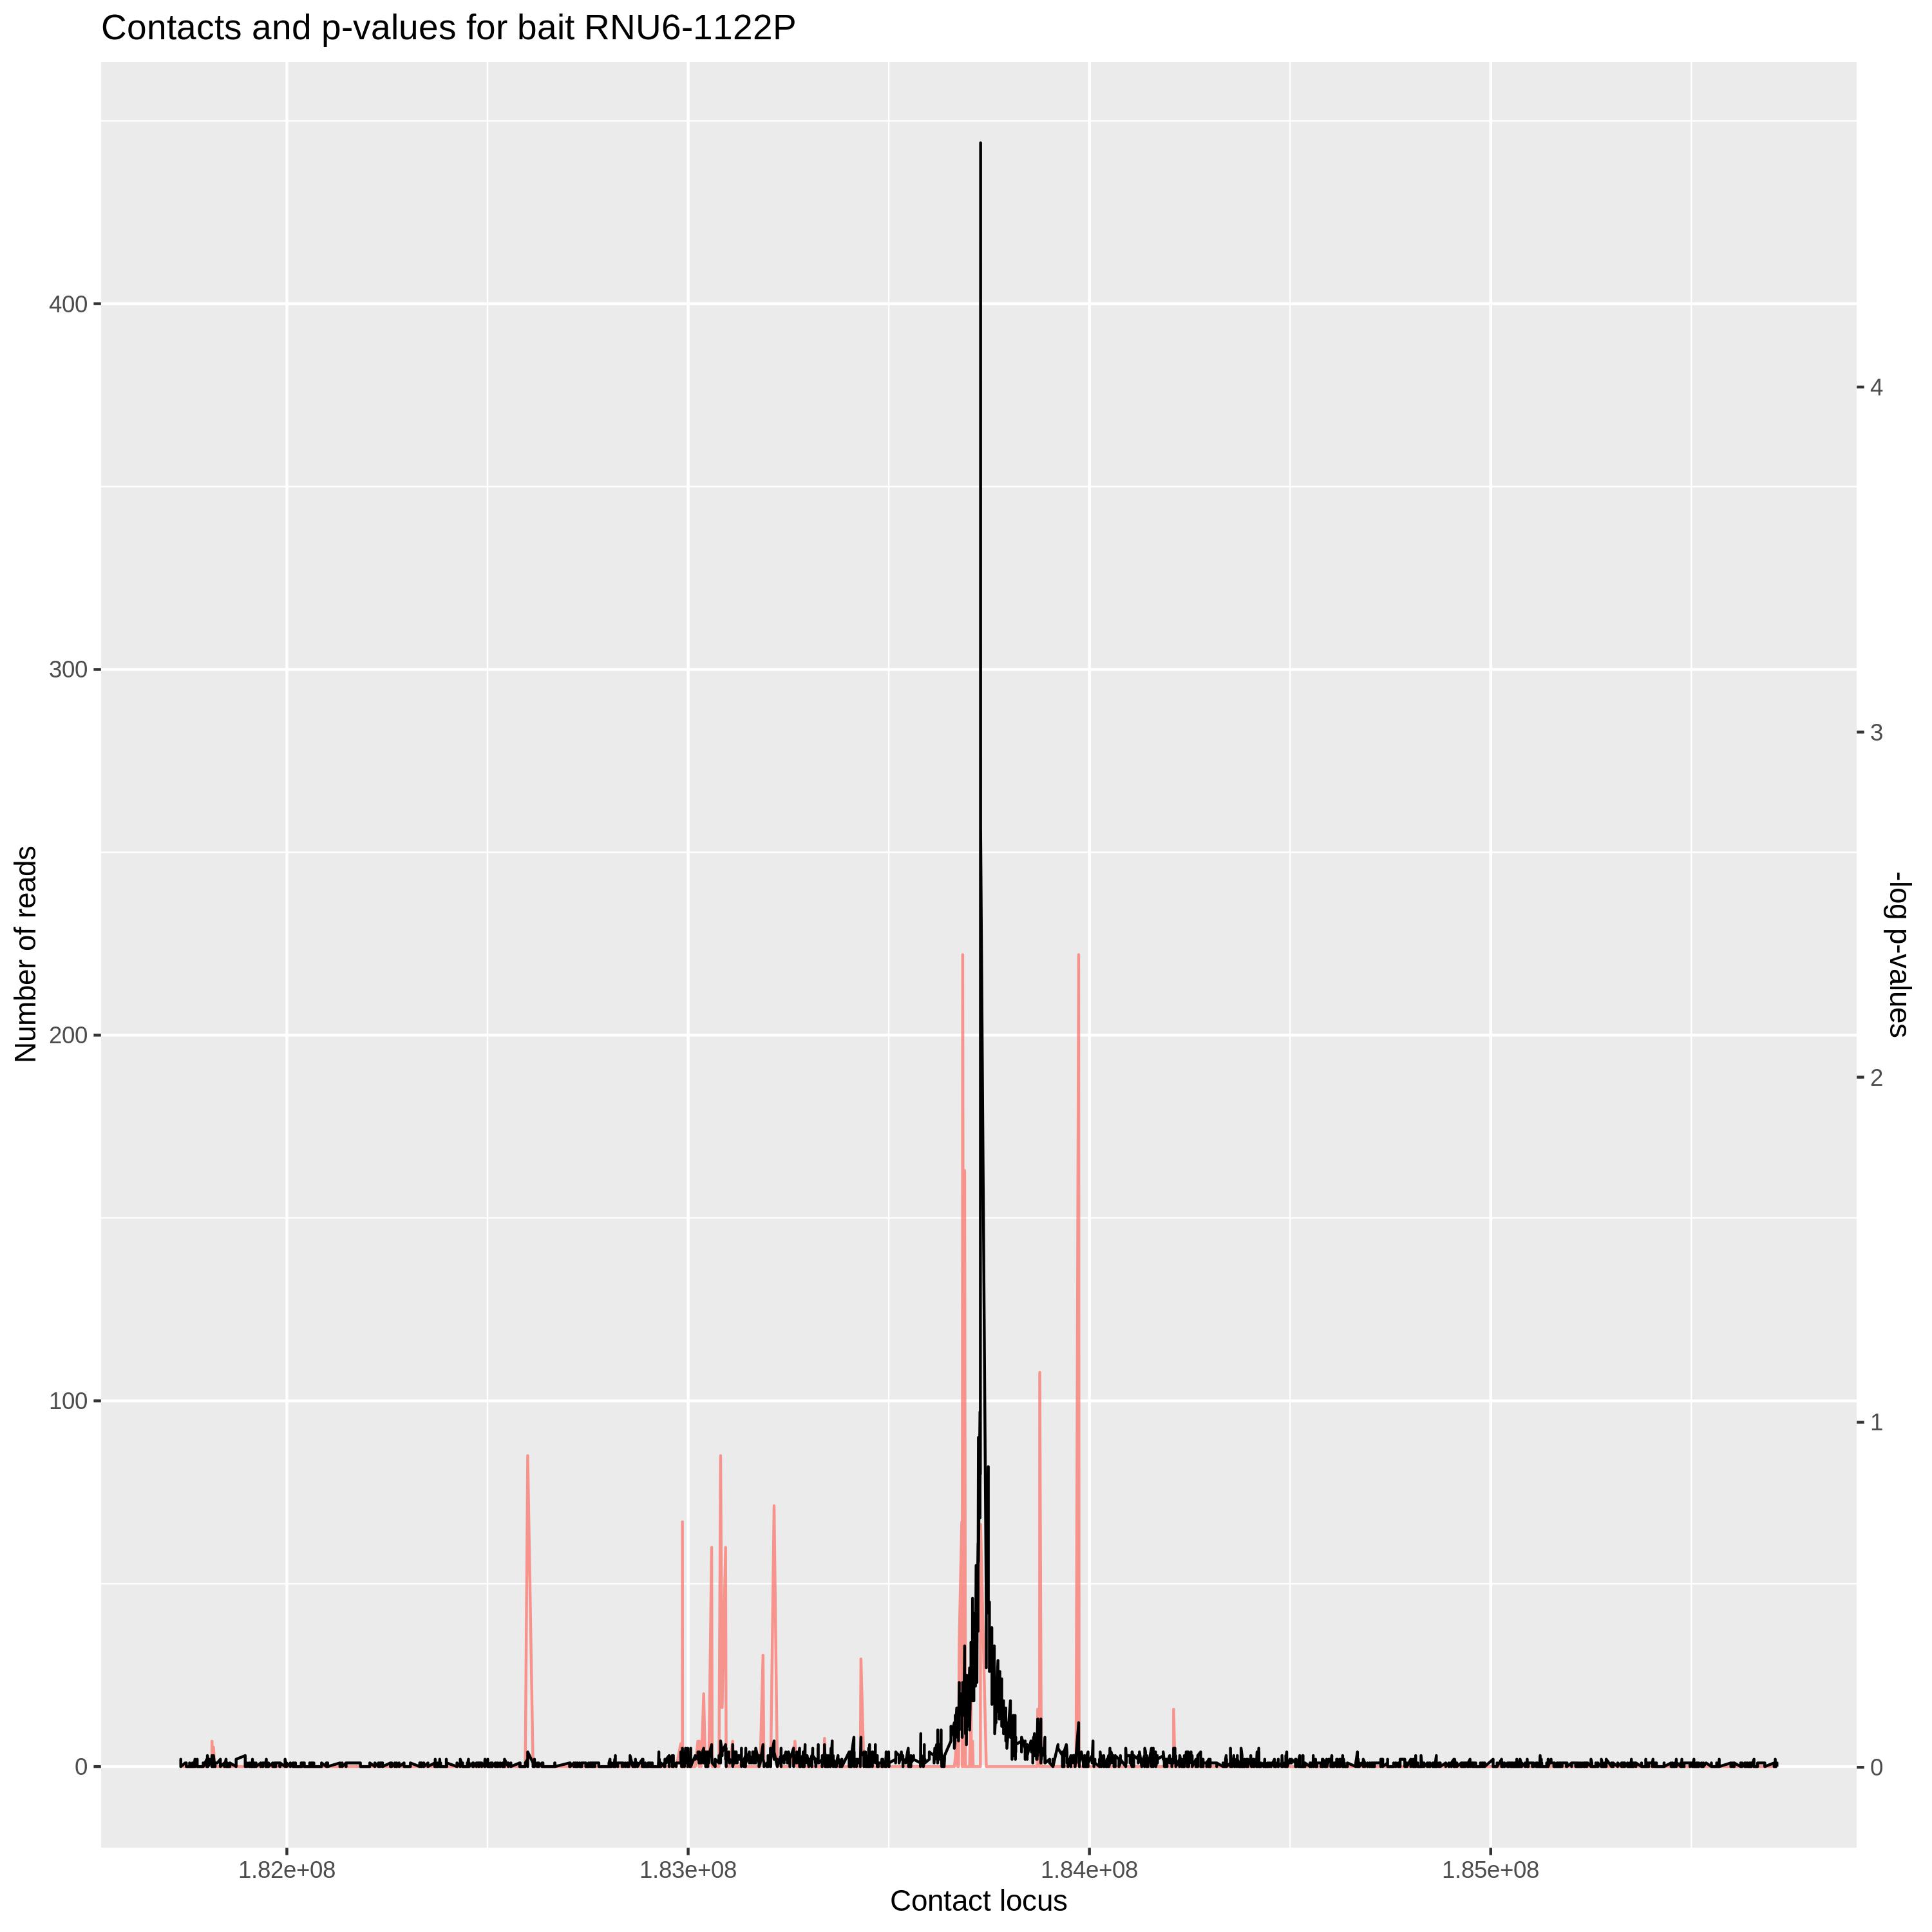 Contacts and p-values for bait RNU6-1122P
400
300
200
100
0
Number of reads
4
3
2
1
0
-log p-values
1.82e+08 1.83e+08 1.84e+08 1.85e+08
Contact locus